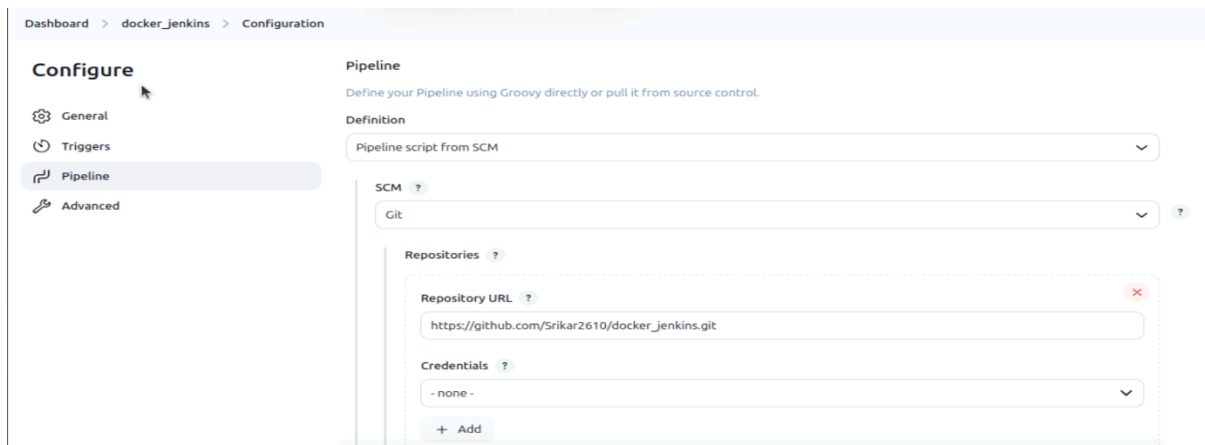 Dashboard > docker_jenkins > Configuration
Configure
General
Triggers
Pipeline
Advanced
Pipeline
Define your Pipeline using Groovy directly or pull it from source control.
Definition
Pipeline script from SCM
SCM ?
Git
?
Repositories ?
Repository URL ?
https://github.com/Srikar2610/docker_jenkins.git
Credentials ?
- none -
+ Add